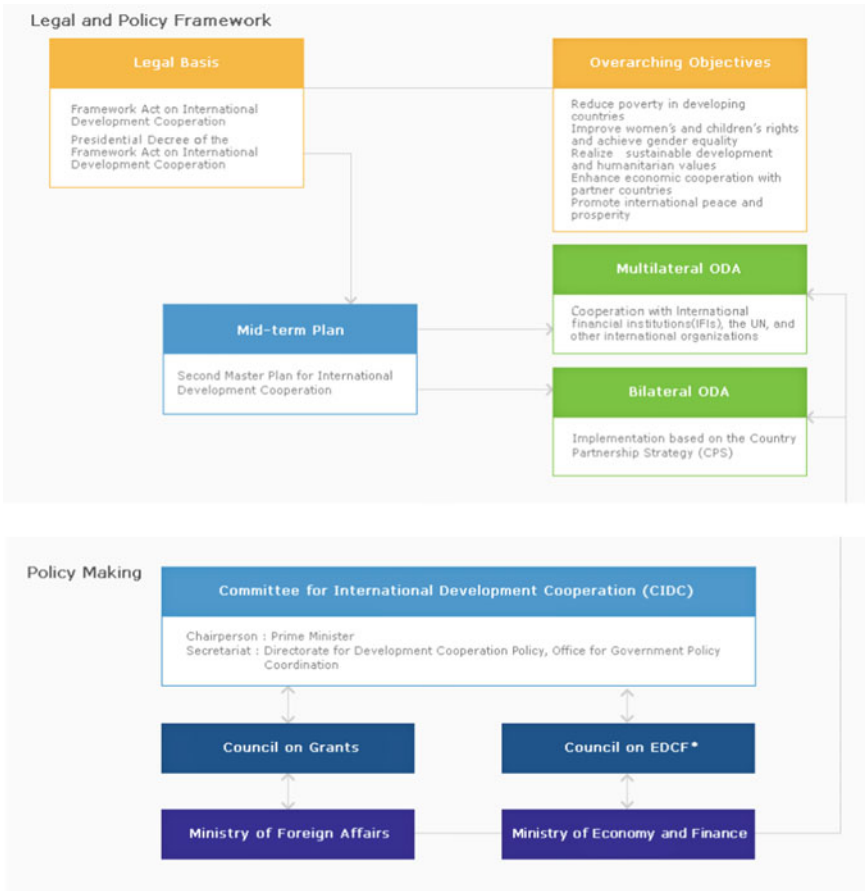 Legal and Policy Framework
Legal Basis
Framework Act on International
Development Cooperation
Presidential Decree of the
Framework Act on International
Development Cooperation
Overarching Objectives
Reduce poverty in developing
countries
Improve women's and children's rights
and achieve gender equality
Realize sustainable development
and humanitarian values
Enhance economic cooperation with
partner countries
Promote international peace and
prosperity
Multilateral ODA
Cooperation with International
financial institutions(IFIs), the UN, and
other international organizations
Mid-term Plan
Second Master Plan for International
Development Cooperation
Bilateral ODA
Implementation based on the Country
Partnership Strategy (CPS)
Policy Making
Committee for International Development Cooperation (CIDC)
Chairperson : Prime Minister
Secretariat : Directorate for Development Cooperation Policy, Office for Government Policy
Coordination
Council on Grants
Council on EDCF*
Ministry of Foreign Affairs
Ministry of Economy and Finance